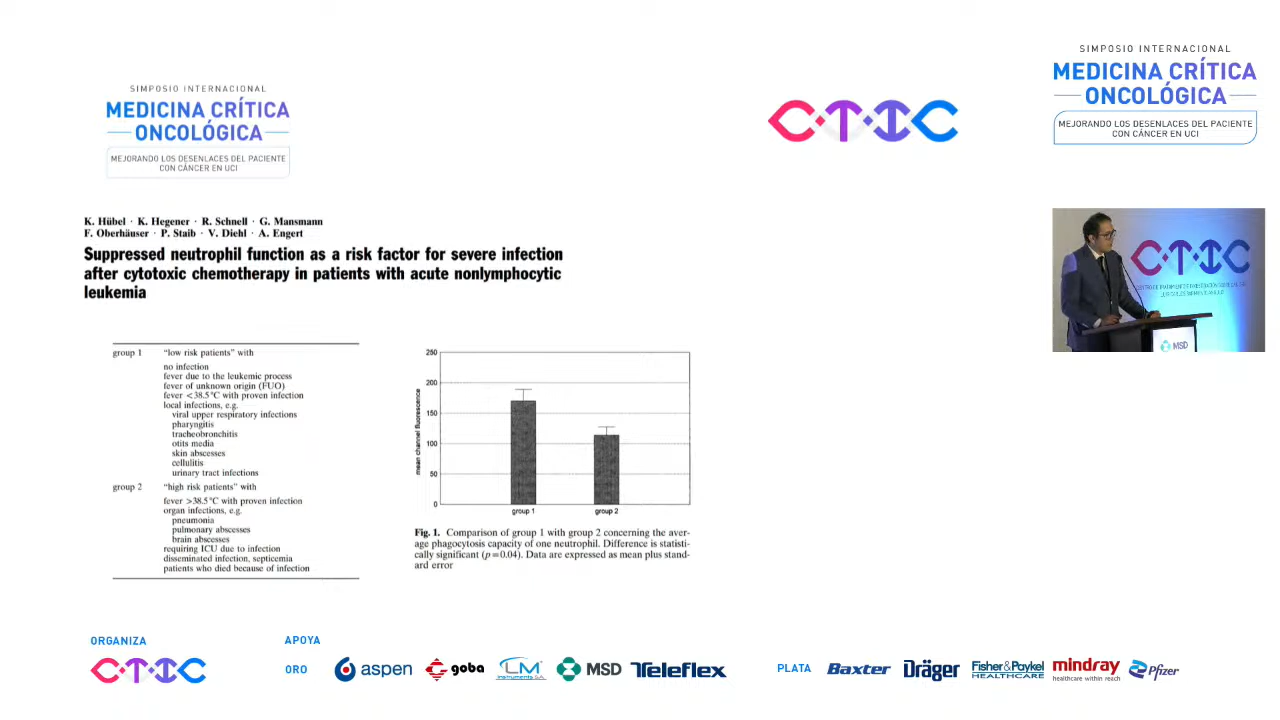 SIMPOSIO INTERNACIONAL
MEDICINA CRÍTICA
ONCOLÓGICA
MEJORANDO LOS DESENLACES DEL PACIENTE
CON CÁNCER EN UCI
CTIC
SIMPOSIO INTERNACIONAL
MEDICINA CRÍTICA
ONCOLÓGICA
MEJORANDO LOS DESENLACES DEL PACIENTE
CON CÁNCER EN UCI
K. Hübel · K. Hegener · R. Schnell · G. Mansmann
F. Oberhäuser · P. Staib · V. Diehl · A. Engert
Suppressed neutrophil function as a risk factor for severe infection
after cytotoxic chemotherapy in patients with acute nonlymphocytic
leukemia
group 1 "low risk patients" with
no infection
fever due to the leukemic process
fever of unknown origin (FUO)
fever <38.5°C with proven infection
local infections, e.g.
viral upper respiratory infections
pharyngitis
tracheobronchitis
otits media
skin abscesses
cellulitis
urinary tract infections
group 2 "high risk patients" with
fever >38.5°C with proven infection
organ infections, e.g.
pneumonia
pulmonary abscesses
brain abscesses
requiring ICU due to infection
disseminated infection, septicemia
patients who died because of infection
mean channel fluorescence
250
200
150
100
50
0
group 1 group 2
Fig. 1. Comparison of group 1 with group 2 concerning the aver-
age phagocytosis capacity of one neutrophil. Difference is statisti-
cally significant (p=0.04). Data are expressed as mean plus stand-
ard error
CTIC
MSD
ORGANIZA
CTIC
APOYA
ORO
aspen
goba
LM
Instruments S.A.
MSD
Teleflex
PLATA
Baxter
Dräger
Fisher & Paykel
HEALTHCARE
mindray
healthcare within reach
Pfizer